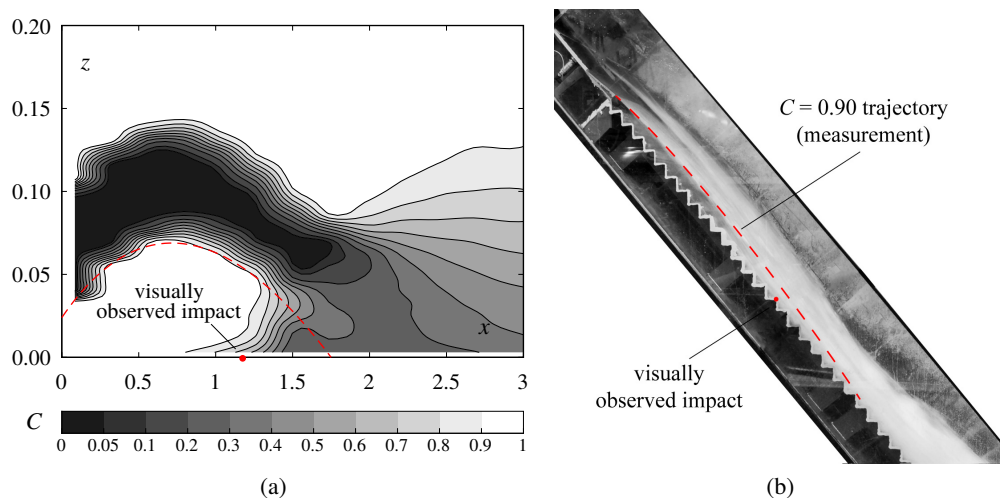 (a)
0.20
0.15
0.10
0.05
0.00
z
visually
observed impact
x
0 0.5 1.0 1.5 2 2.5 3
C
0 0.05 0.1 0.2 0.3 0.4 0.5 0.6 0.7 0.8 0.9 1
(a)
C = 0.90 trajectory
(measurement)
visually
observed impact
(b)